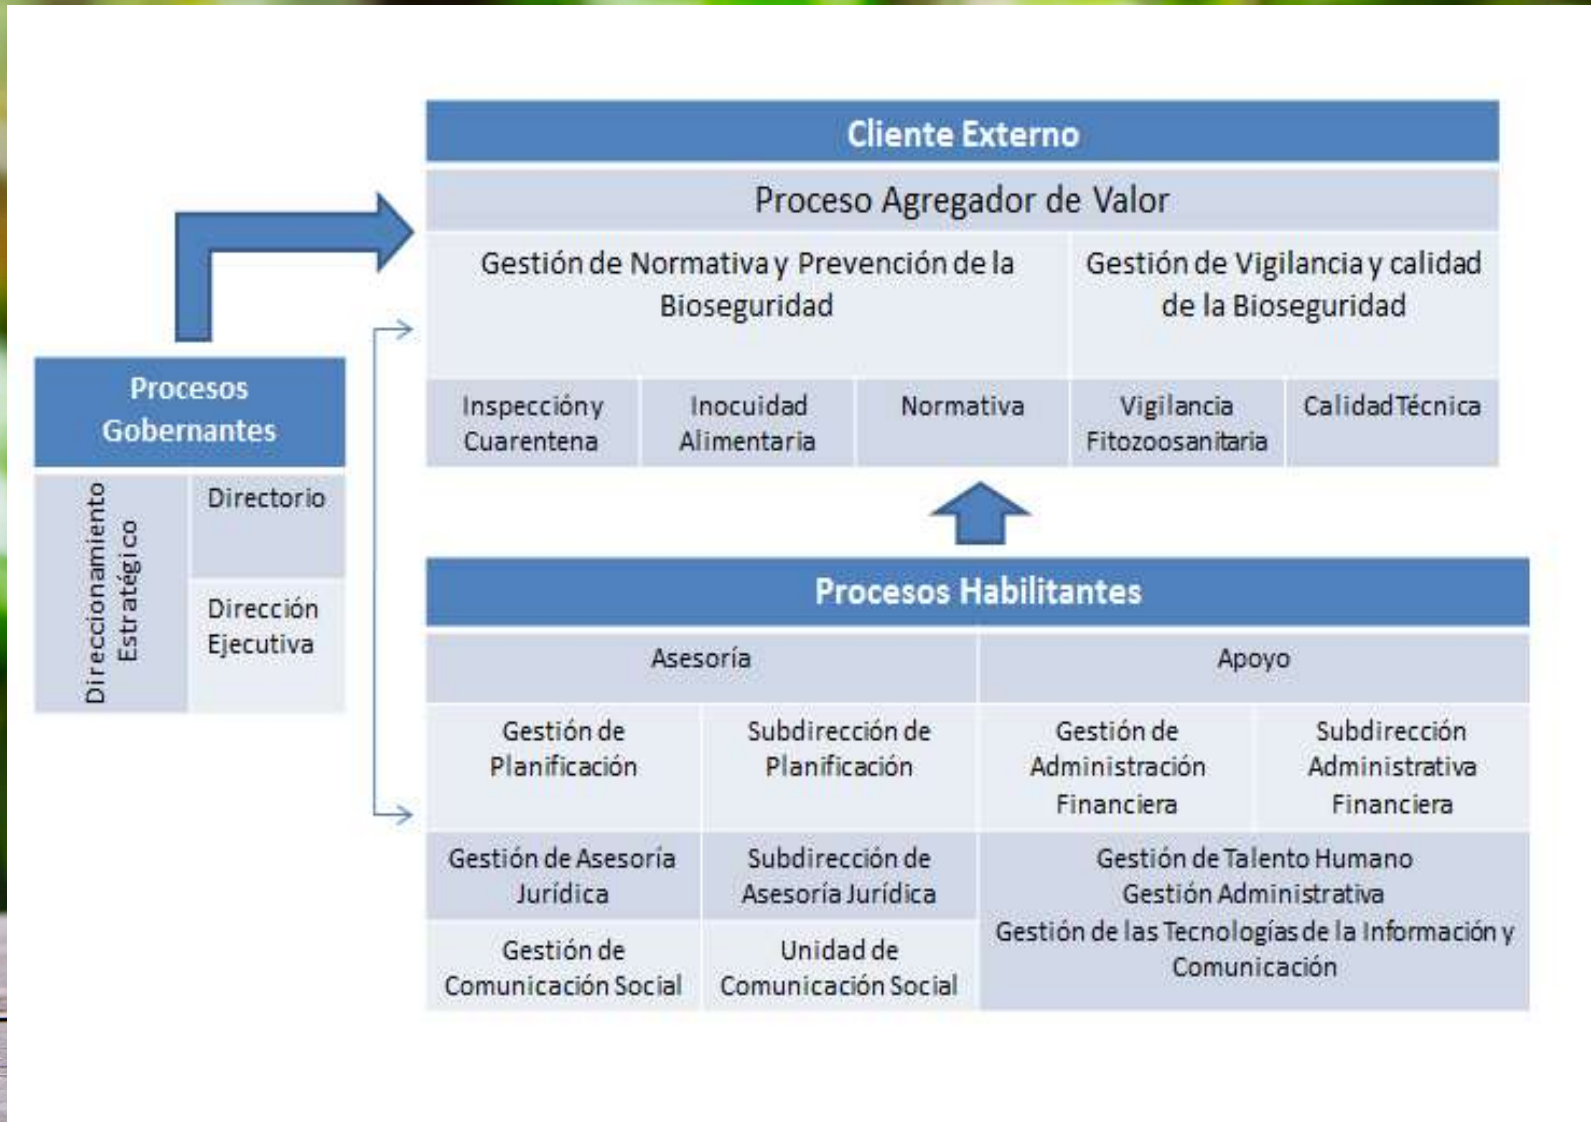 Cliente Externo
Proceso Agregador de Valor
Gestión de Normativa y Prevención de la
Bioseguridad
Gestión de Vigilancia y calidad
de la Bioseguridad
Inspección y
Cuarentena
Inocuidad
Alimentaria
Normativa
Vigilancia
Fitozoosanitaria
Calidad Técnica
Procesos
Gobernantes
Direccionamiento
Estratégico
Directorio
Dirección
Ejecutiva
Procesos Habilitantes
Asesoría
Apoyo
Gestión de
Planificación
Subdirección de
Planificación
Gestión de
Administración
Financiera
Subdirección
Administrativa
Financiera
Gestión de Asesoría
Jurídica
Subdirección de
Asesoría Jurídica
Gestión de
Comunicación Social
Unidad de
Comunicación Social
Gestión de Talento Humano
Gestión Administrativa
Gestión de las Tecnologías de la Información y
Comunicación